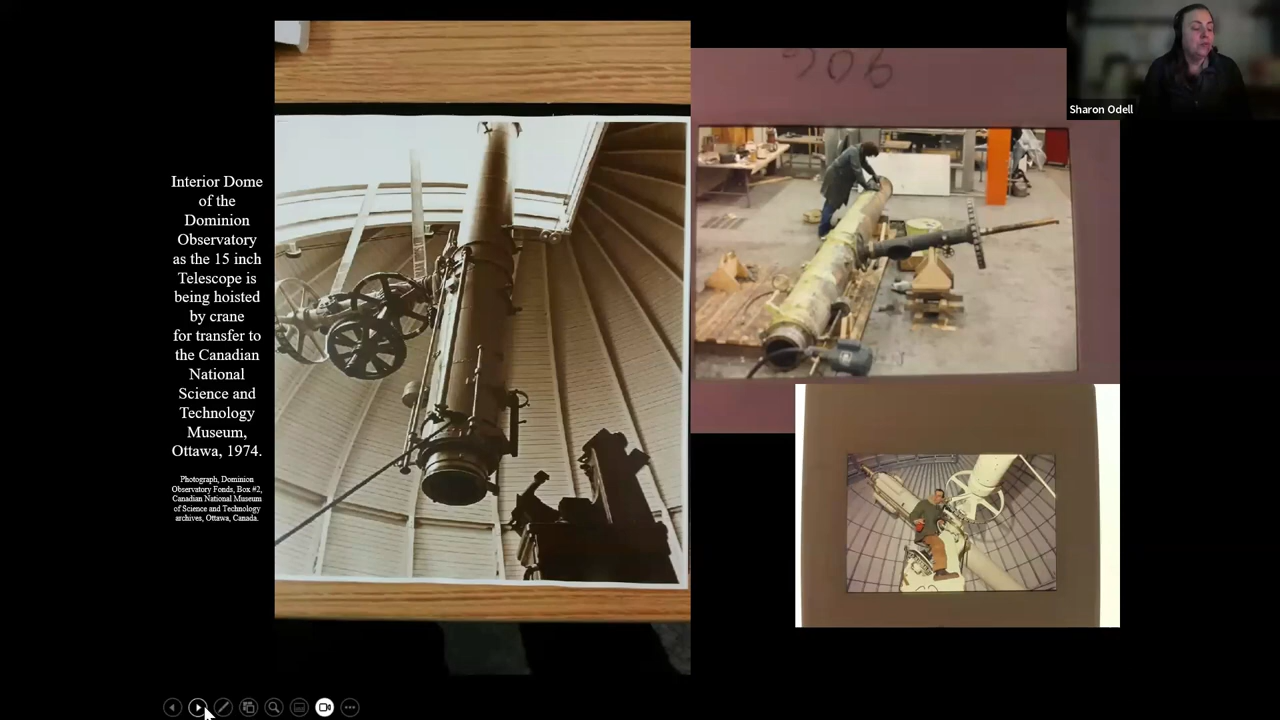 Interior Dome
of the
Dominion
Observatory
as the 15 inch
Telescope is
being hoisted
by crane
for transfer to
the Canadian
National
Science and
Technology
Museum,
Ottawa, 1974.
Photograph, Dominion
Observatory Fonds, Box #2,
Canadian National Museum
of Science and Technology
archives, Ottawa, Canada.
Sharon Odell